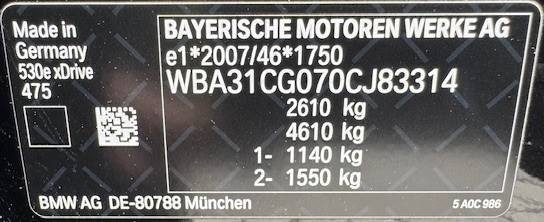 Made in
Germany
530e xDrive
475
BAYERISCHE MOTOREN WERKE AG
e1*2007/46*1750
WBA31CG070CJ83314
2610 kg
4610 kg
1- 1140 kg
2- 1550 kg
BMW AG DE-80788 München
5 A0C 986